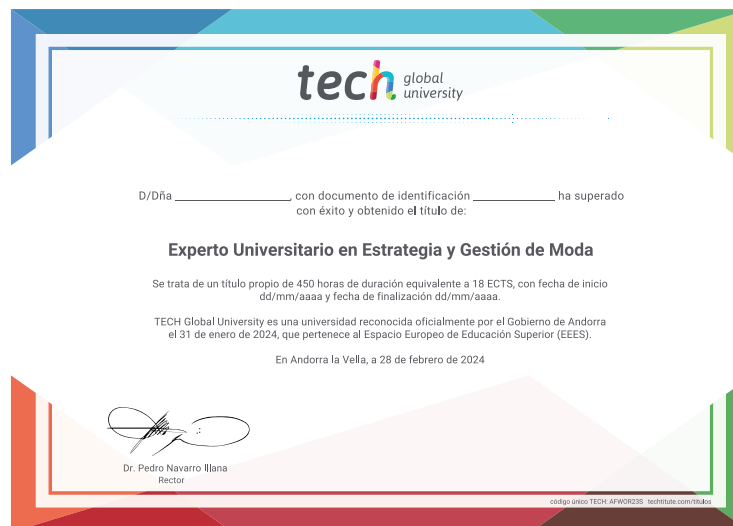 tech global
university
D/Dña ______________, con documento de identificación ____________ ha superado
con éxito y obtenido el título de:
Experto Universitario en Estrategia y Gestión de Moda
Se trata de un título propio de 450 horas de duración equivalente a 18 ECTS, con fecha de inicio
dd/mm/aaaa y fecha de finalización dd/mm/aaaa.
TECH Global University es una universidad reconocida oficialmente por el Gobierno de Andorra
el 31 de enero de 2024, que pertenece al Espacio Europeo de Educación Superior (EEES).
En Andorra la Vella, a 28 de febrero de 2024
Dr. Pedro Navarro Illana
Rector
código único TECH: AFWOR23S techtitute.com/titulos